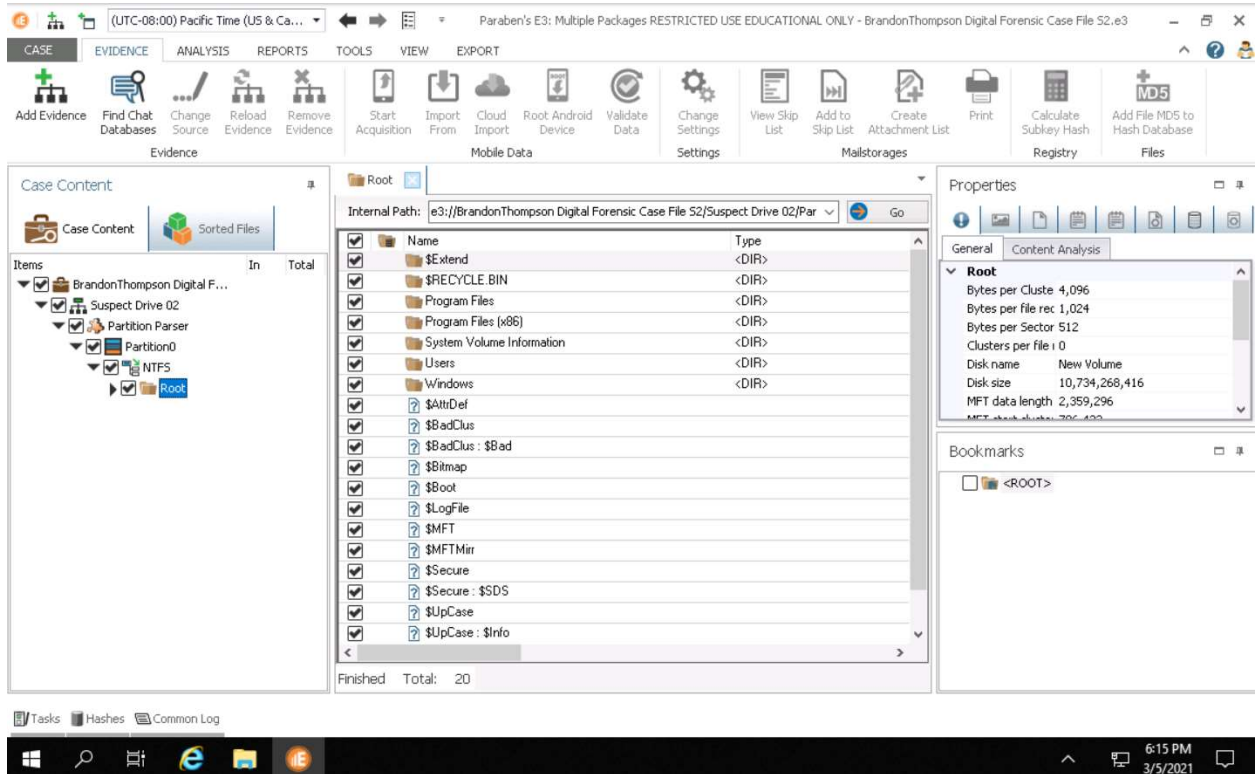 (UTC-08:00) Pacific Time (US & Ca...
Paraben's E3: Multiple Packages RESTRICTED USE EDUCATIONAL ONLY - BrandonThompson Digital Forensic Case File S2.e3
CASE EVIDENCE ANALYSIS REPORTS TOOLS VIEW EXPORT
Add Evidence
Find Chat Databases
Change Source
Reload Evidence
Remove Evidence
Evidence
Start Acquisition
Import From
Cloud Import
Root Android Device
Validate Data
Mobile Data
Change Settings
Settings
View Skip List
Add to Skip List
Create Attachment List
Print
Mailstorages
Calculate Subkey Hash
Registry
MD5
Add File MD5 to Hash Database
Files
Case Content
Case Content Sorted Files
Items In Total
BrandonThompson Digital F...
Suspect Drive 02
Partition Parser
Partition0
NTFS
Root
Root
Internal Path: e3://BrandonThompson Digital Forensic Case File S2/Suspect Drive 02/Par Go
Name Type
$Extend <DIR>
$RECYCLE.BIN <DIR>
Program Files <DIR>
Program Files (x86) <DIR>
System Volume Information <DIR>
Users <DIR>
Windows <DIR>
$AttrDef
$BadClus
$BadClus : $Bad
$Bitmap
$Boot
$LogFile
$MFT
$MFTMirr
$Secure
$Secure : $SDS
$UpCase
$UpCase : $Info
Finished Total: 20
Properties
General Content Analysis
Root
Bytes per Cluste 4,096
Bytes per file rec 1,024
Bytes per Sector 512
Clusters per file 0
Disk name New Volume
Disk size 10,734,268,416
MFT data length 2,359,296
Bookmarks
<ROOT>
Tasks Hashes Common Log
6:15 PM
3/5/2021